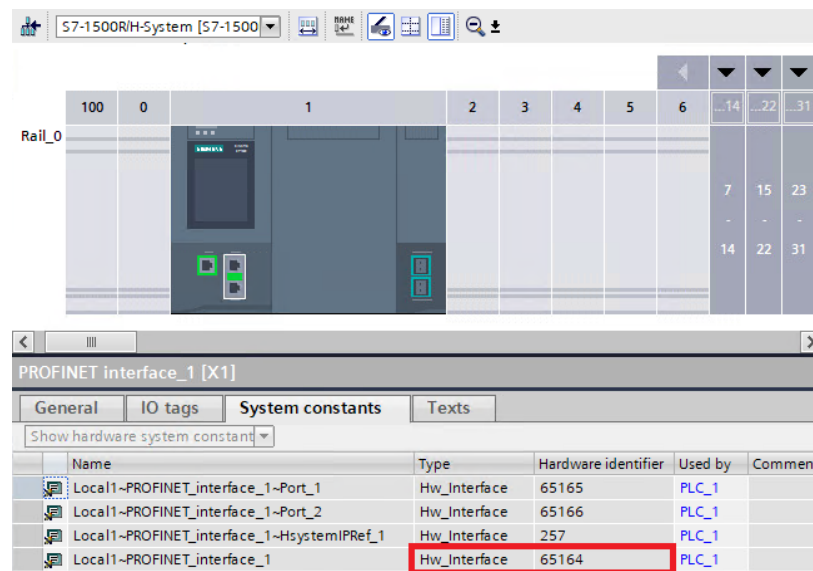 S7-1500R/H-System [S7-1500
NAME
100 0 1 2 3 4 5 6 ...14 ...22 ...31
Rail_0
SIEMENS
7 15 23
- - -
14 22 31
PROFINET interface_1 [X1]
General IO tags System constants Texts
Show hardware system constant
Name Type Hardware identifier Used by Commen
Local1~PROFINET_interface_1~Port_1 Hw_Interface 65165 PLC_1
Local1~PROFINET_interface_1~Port_2 Hw_Interface 65166 PLC_1
Local1~PROFINET_interface_1~HsystemIPRef_1 Hw_Interface 257 PLC_1
Local1~PROFINET_interface_1 Hw_Interface 65164 PLC_1